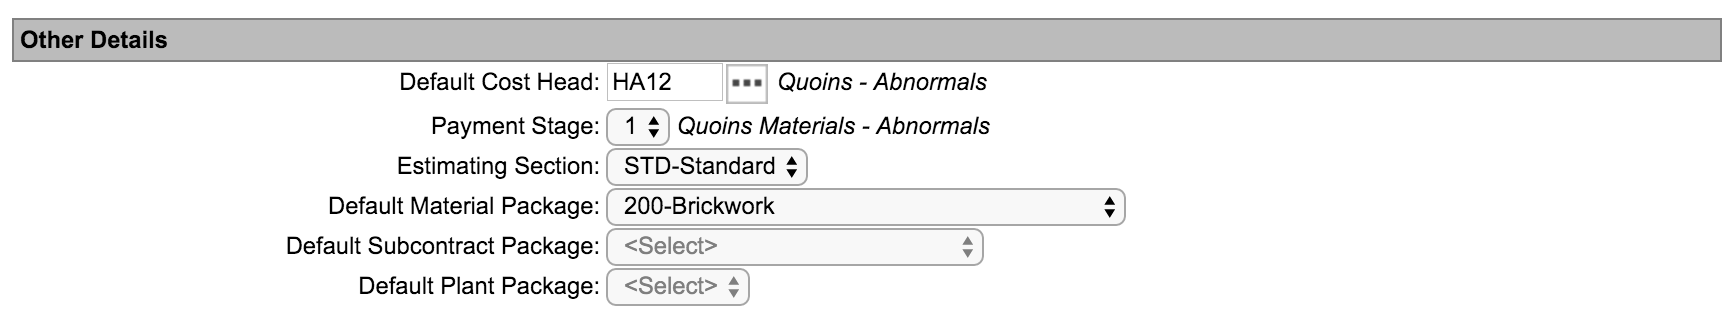 Other Details
Default Cost Head: HA12 ... Quoins - Abnormals
Payment Stage: 1 Quoins Materials - Abnormals
Estimating Section: STD-Standard
Default Material Package: 200-Brickwork
Default Subcontract Package: <Select>
Default Plant Package: <Select>